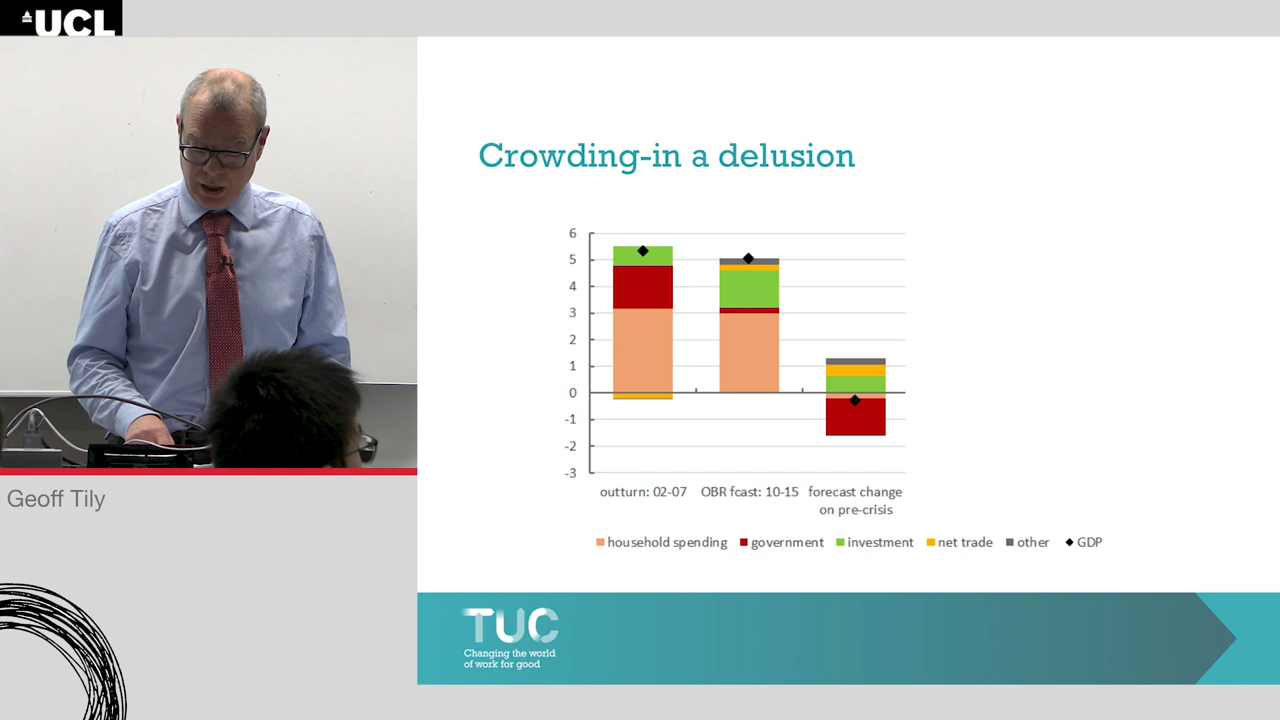 UCL
Geoff Tily
Crowding-in a delusion
6
5
4
3
2
1
0
-1
-2
-3
outturn: 02-07
OBR fcast: 10-15
forecast change
on pre-crisis
household spending
government
investment
net trade
other
GDP
TUC
Changing the world
of work for good